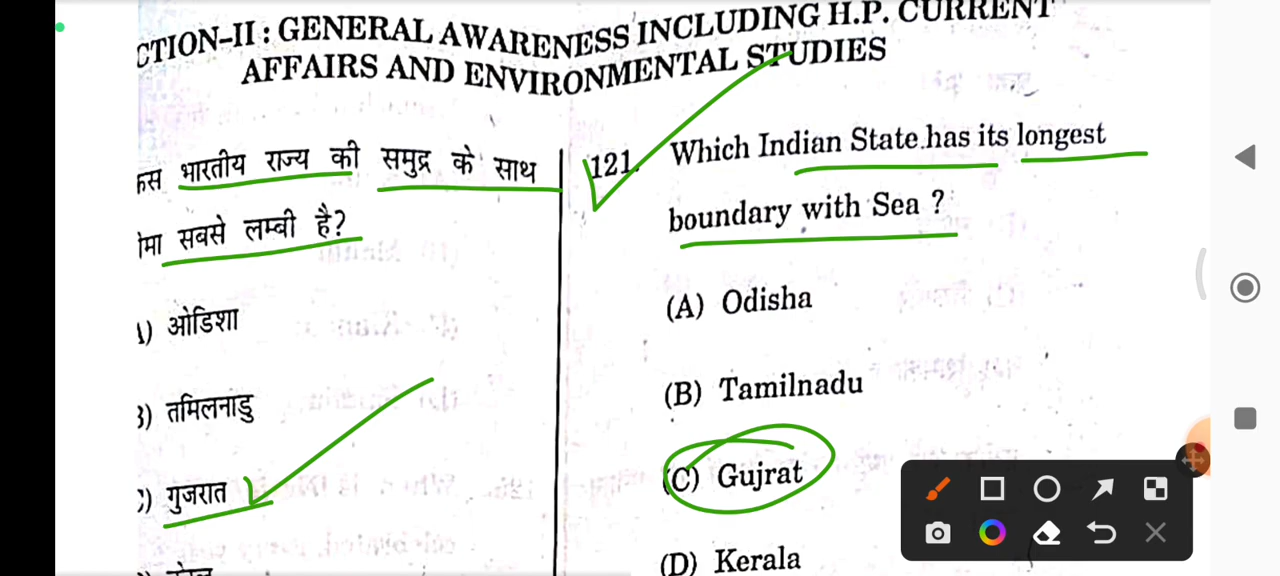 CTION–II : GENERAL AWARENESS INCLUDING H.P. CURRENT
AFFAIRS AND ENVIRONMENTAL STUDIES
भारतीय राज्य की समुद्र के साथ
सबसे लम्बी है?
ओडिशा
तमिलनाडु
गुजरात
121. Which Indian State has its longest
boundary with Sea ?
(A) Odisha
(B) Tamilnadu
(C) Gujrat
(D) Kerala